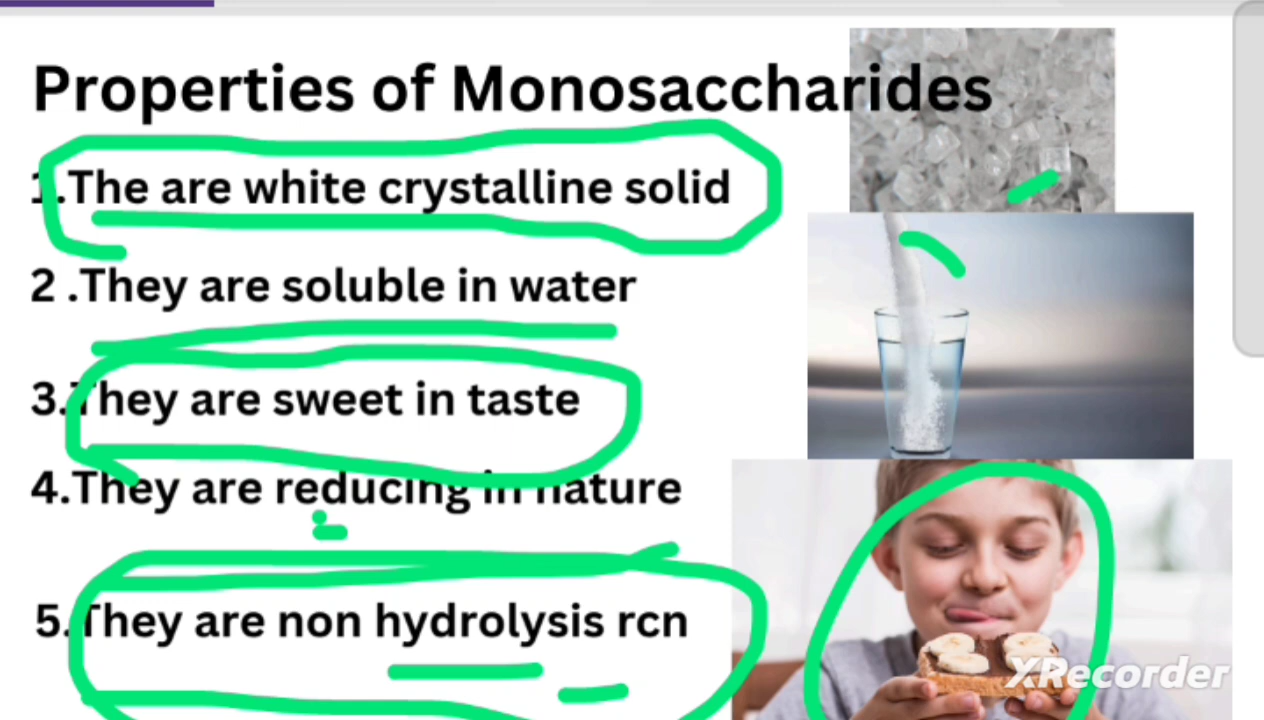 Properties of Monosaccharides
1.The are white crystalline solid
2 .They are soluble in water
3.They are sweet in taste
4.They are reducing in nature
5.They are non hydrolysis rcn
XRecorder